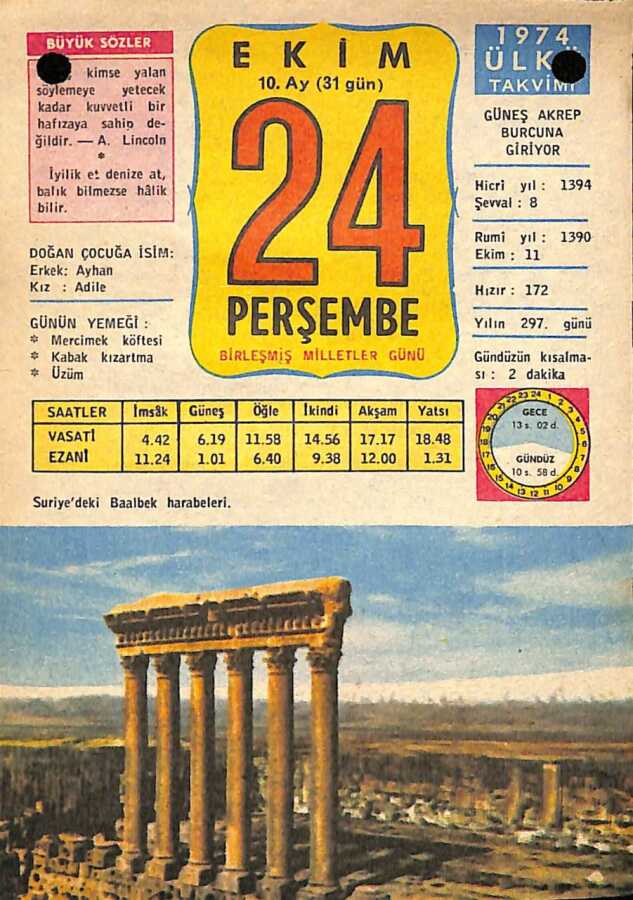 BÜYÜK SÖZLER
kimse yalan
söylemeye yetecek
kadar kuvvetli bir
hafızaya sahip de-
ğildir. — A. Lincoln
*
İyilik et denize at,
balık bilmezse hâlik
bilir.
DOĞAN ÇOCUĞA İSİM:
Erkek: Ayhan
Kız : Adile
GÜNÜN YEMEĞİ :
* Mercimek köftesi
* Kabak kızartma
* Üzüm
EKİM
10. Ay (31 gün)
24
PERŞEMBE
BİRLEŞMİŞ MİLLETLER GÜNÜ
1974
ÜLKÜ
TAKVİMİ
GÜNEŞ AKREP
BURCUNA
GİRİYOR
Hicri yıl : 1394
Şevval : 8
Rumi yıl : 1390
Ekim : 11
Hızır : 172
Yılın 297. günü
Gündüzün kısalma-
sı : 2 dakika
SAATLER İmsâk Güneş Öğle İkindi Akşam Yatsı
VASATİ 4.42 6.19 11.58 14.56 17.17 18.48
EZANİ 11.24 1.01 6.40 9.38 12.00 1.31
GECE
13 s. 02 d.
GÜNDÜZ
10 s. 58 d.
Suriye'deki Baalbek harabeleri.